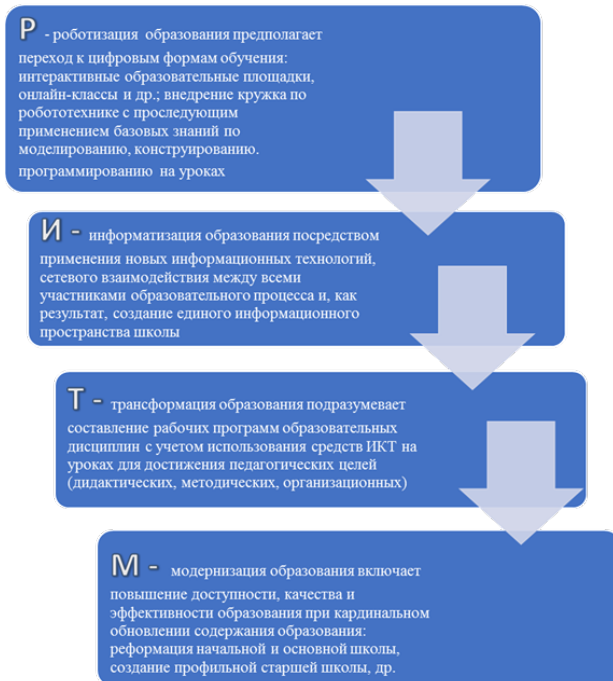 Р - роботизация образования предполагает
переход к цифровым формам обучения:
интерактивные образовательные площадки,
онлайн-классы и др.; внедрение кружка по
робототехнике с проследующим
применением базовых знаний по
моделированию, конструированию.
программированию на уроках
И - информатизация образования посредством
применения новых информационных технологий,
сетевого взаимодействия между всеми
участниками образовательного процесса и, как
результат, создание единого информационного
пространства школы
Т - трансформация образования подразумевает
составление рабочих программ образовательных
дисциплин с учетом использования средств ИКТ на
уроках для достижения педагогических целей
(дидактических, методических, организационных)
М - модернизация образования включает
повышение доступности, качества и
эффективности образования при кардинальном
обновлении содержания образования:
реформация начальной и основной школы,
создание профильной старшей школы, др.